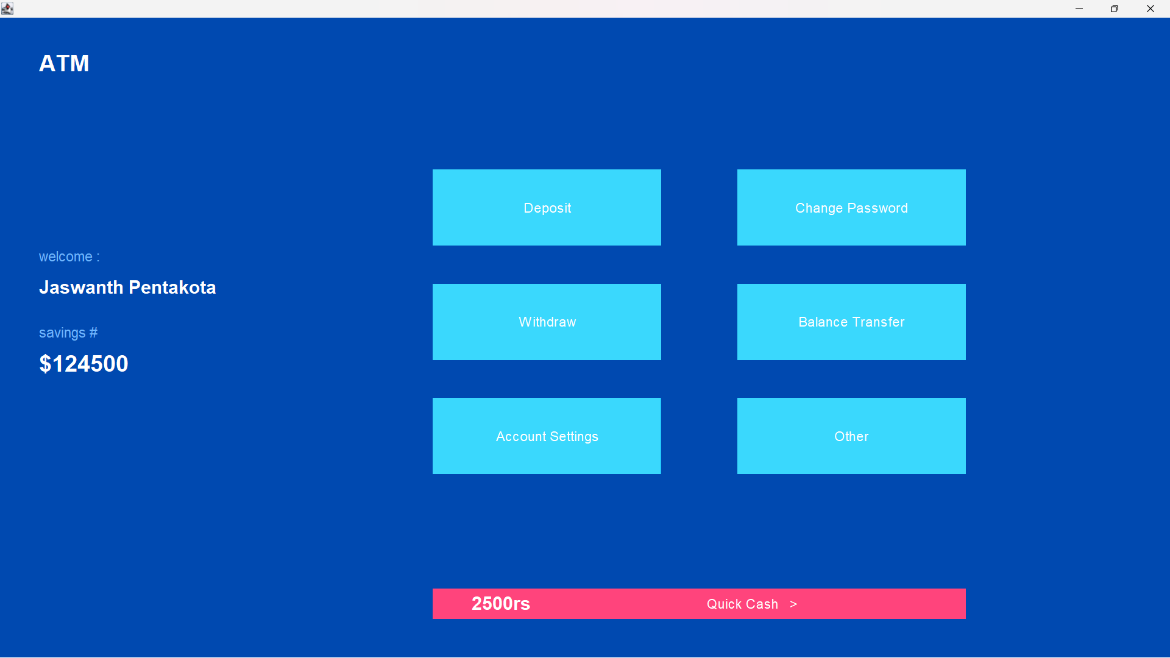 ATM
Deposit
Change Password
welcome :
Jaswanth Pentakota
Withdraw
Balance Transfer
savings #
$124500
Account Settings
Other
2500rs
Quick Cash >